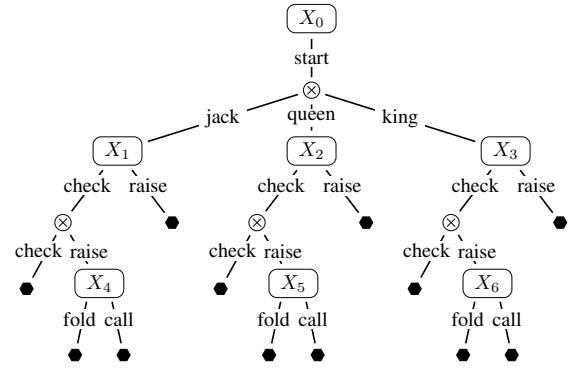 X₀
start
⊗
jack queen king
X₁ X₂ X₃
check raise check raise check raise
⊗ ⊗ ⊗
check raise check raise check raise
X₄ X₅ X₆
fold call fold call fold call